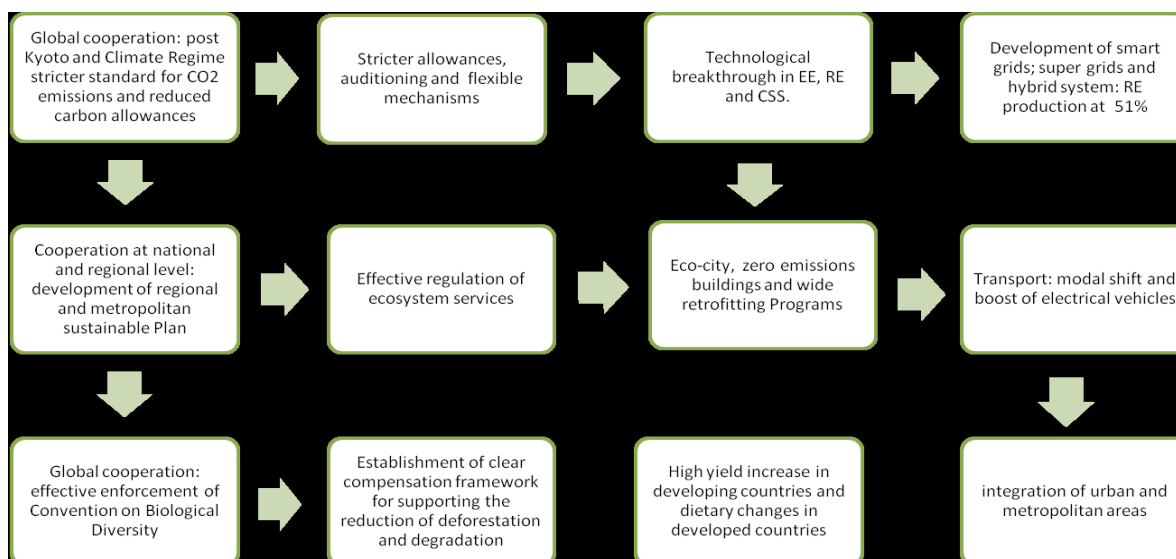 Global cooperation: post
Kyoto and Climate Regime
stricter standard for CO2
emissions and reduced
carbon allowances
Stricter allowances,
auditioning and flexible
mechanisms
Technological
breakthrough in EE, RE
and CSS.
Development of smart
grids; super grids and
hybrid system: RE
production at 51%
Cooperation at national
and regional level:
development of regional
and metropolitan
sustainable Plan
Effective regulation of
ecosystem services
Eco-city, zero emissions
buildings and wide
retrofitting Programs
Transport: modal shift and
boost of electrical vehicles
Global cooperation:
effective enforcement of
Convention on Biological
Diversity
Establishment of clear
compensation framework
for supporting the
reduction of deforestation
and degradation
High yield increase in
developing countries and
dietary changes in
developed countries
integration of urban and
metropolitan areas